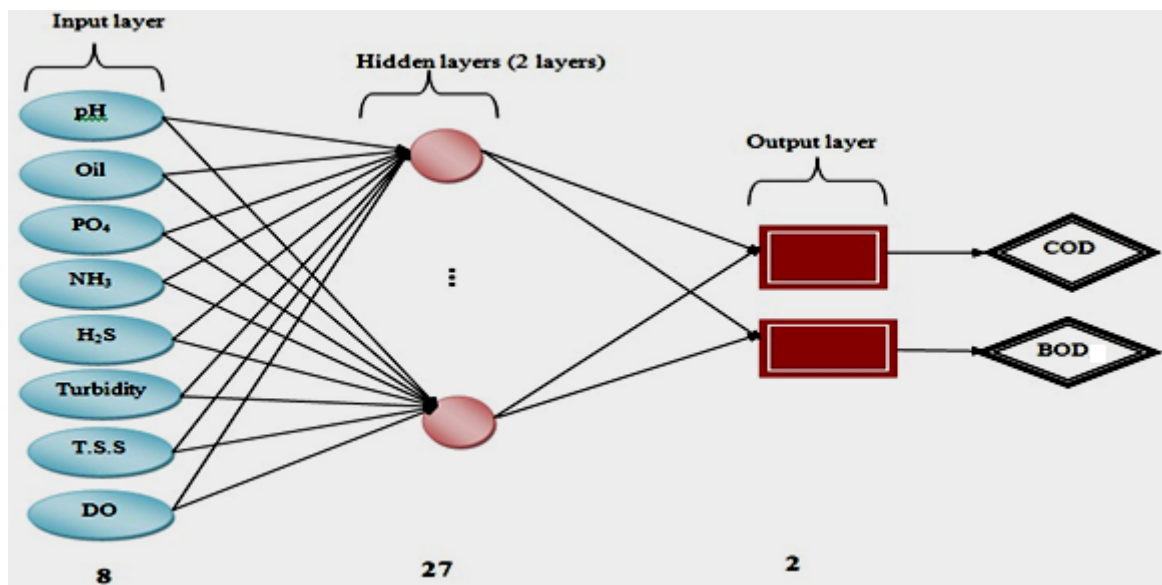 Input layer
Hidden layers (2 layers)
Output layer
pH
Oil
PO₄
NH₃
H₂S
Turbidity
T.S.S
DO
...
COD
BOD
8
27
2